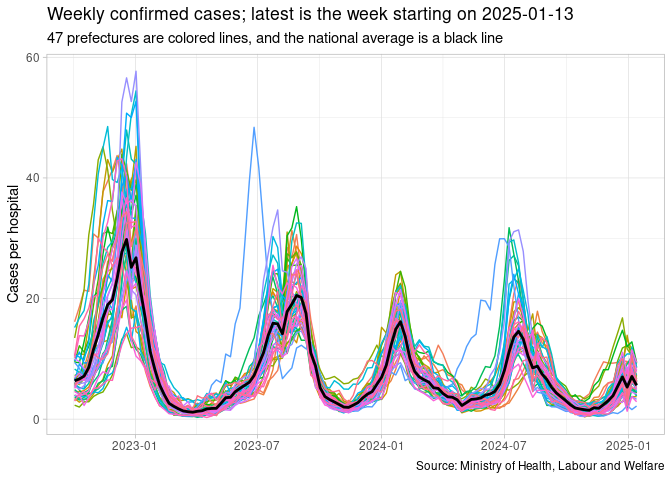 Weekly confirmed cases; latest is the week starting on 2025-01-13
47 prefectures are colored lines, and the national average is a black line
Cases per hospital
60
40
20
0
2023-01
2023-07
2024-01
2024-07
2025-01
Source: Ministry of Health, Labour and Welfare